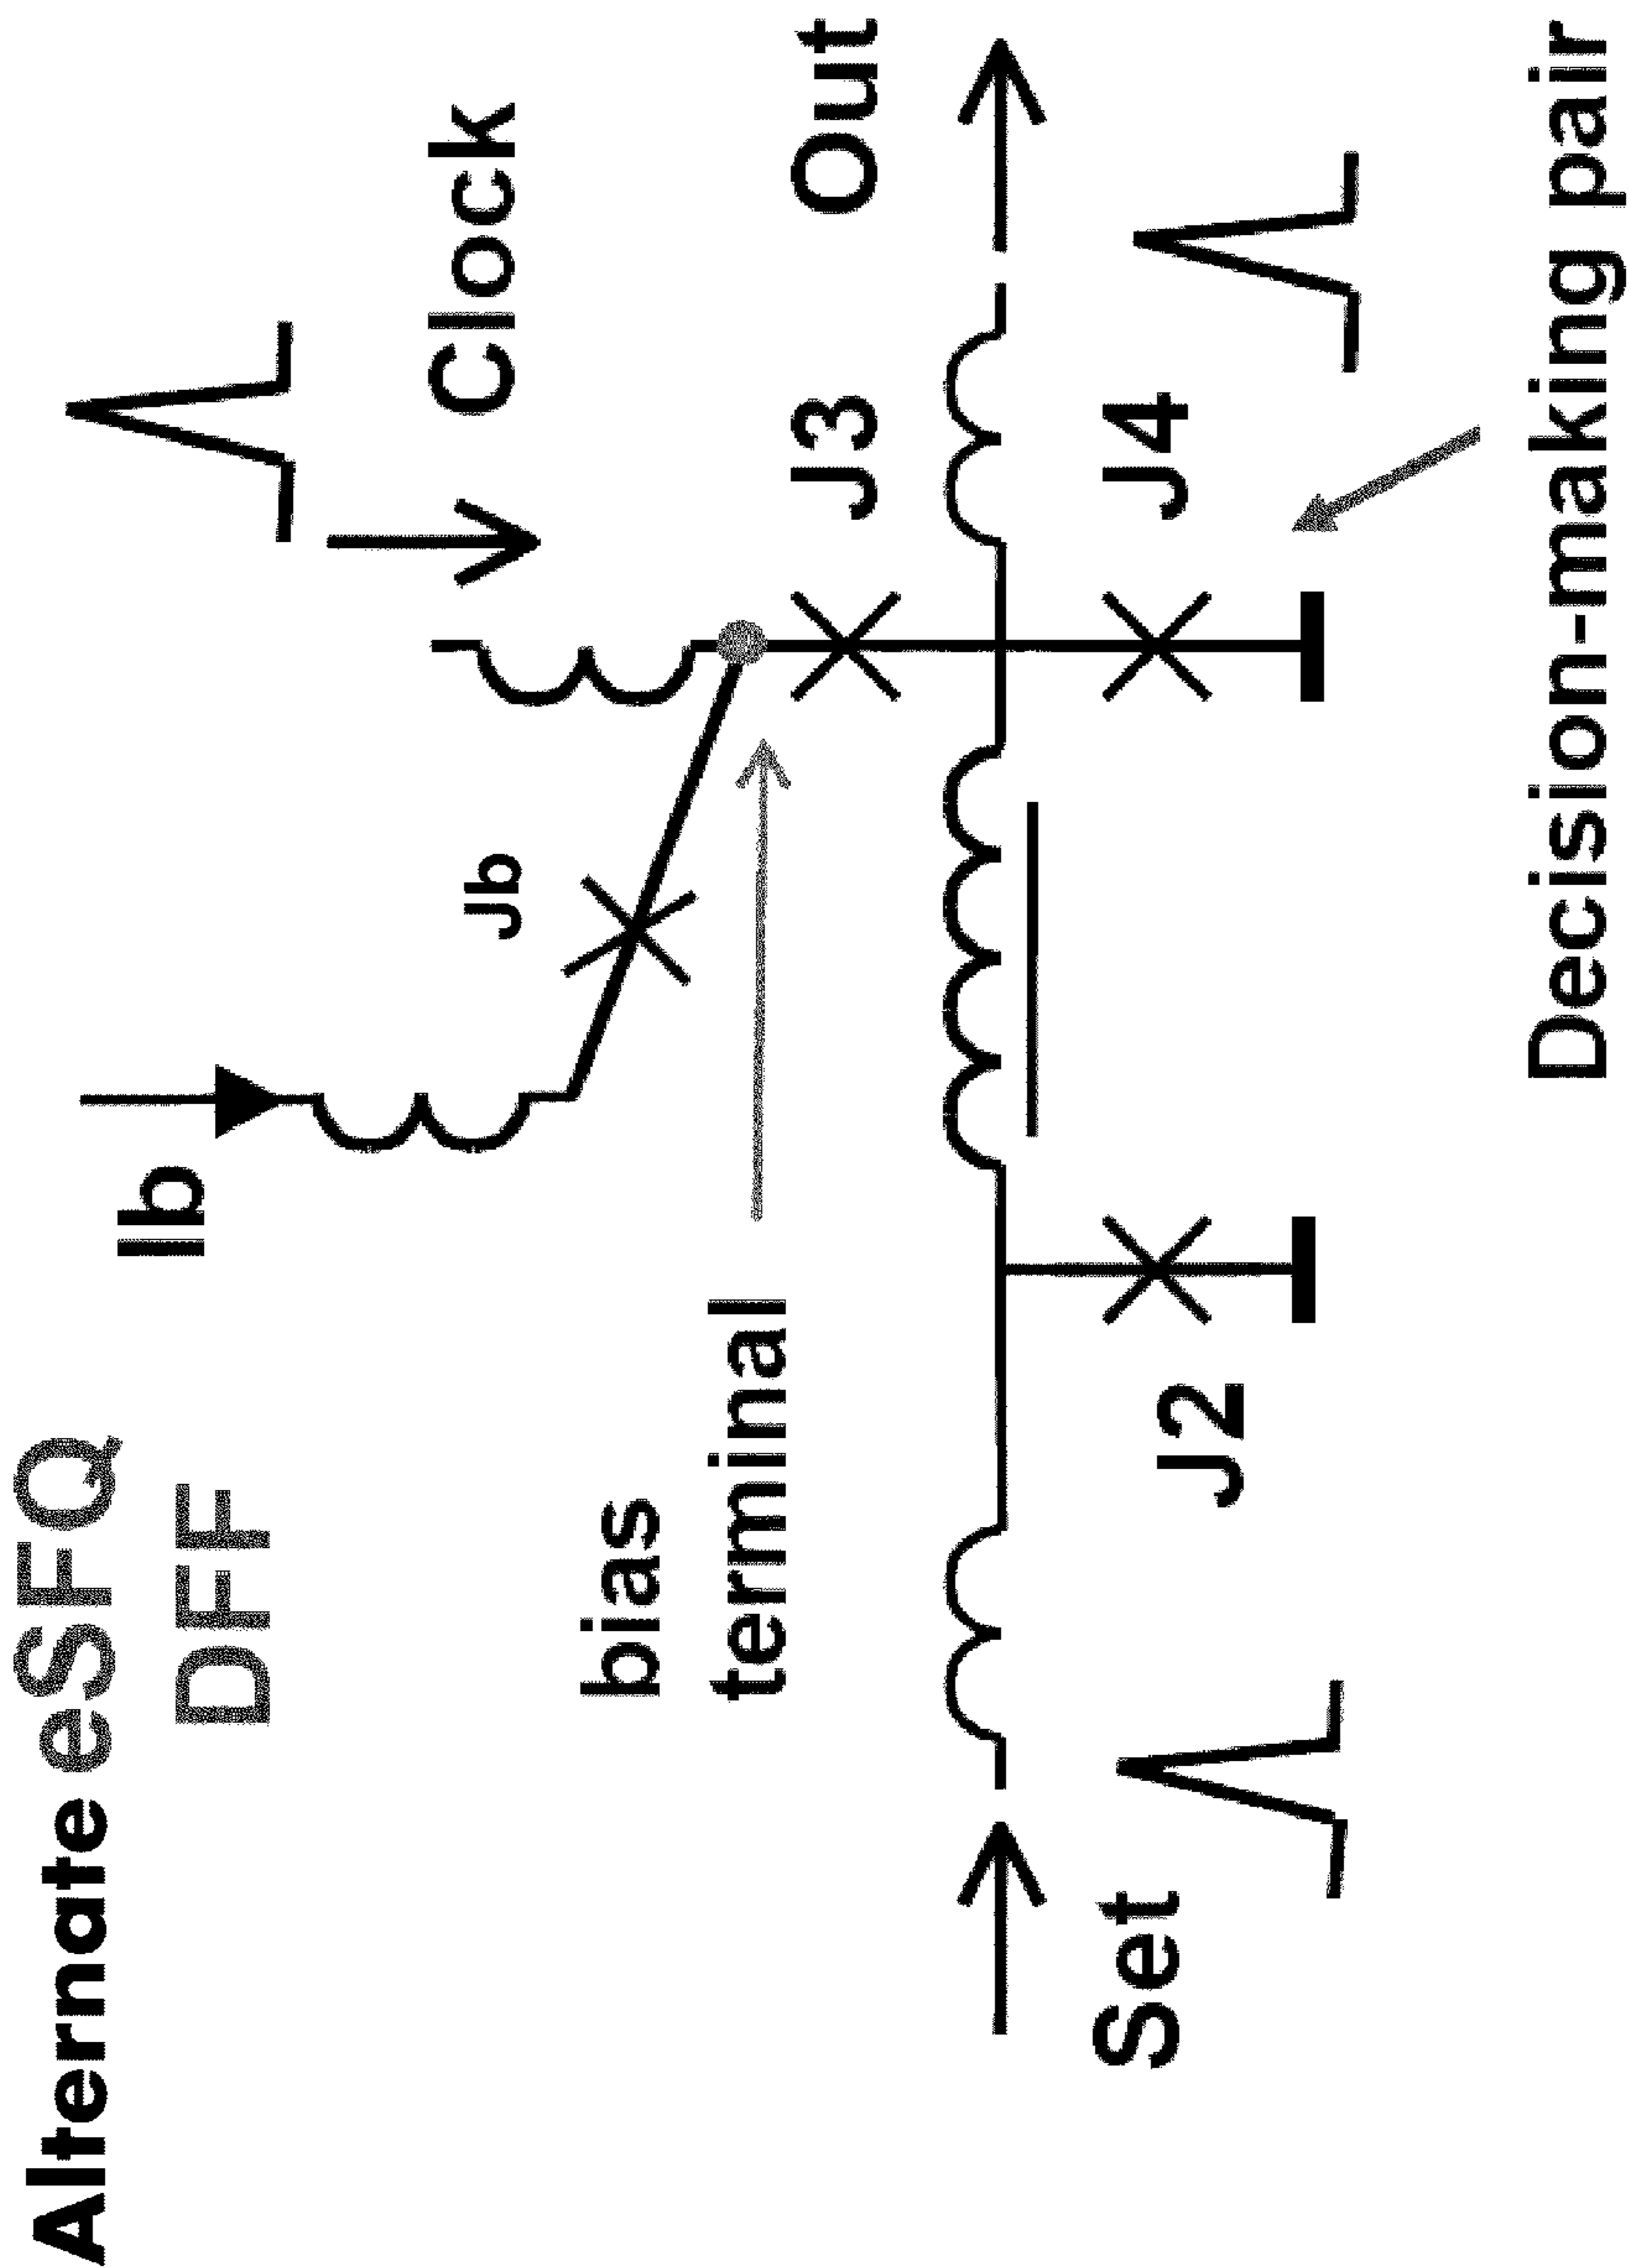 Alternate eSFQ
DFF
Ib
Clock
Jb
bias
terminal
J3
Out
J2
J4
Set
Decision-making pair